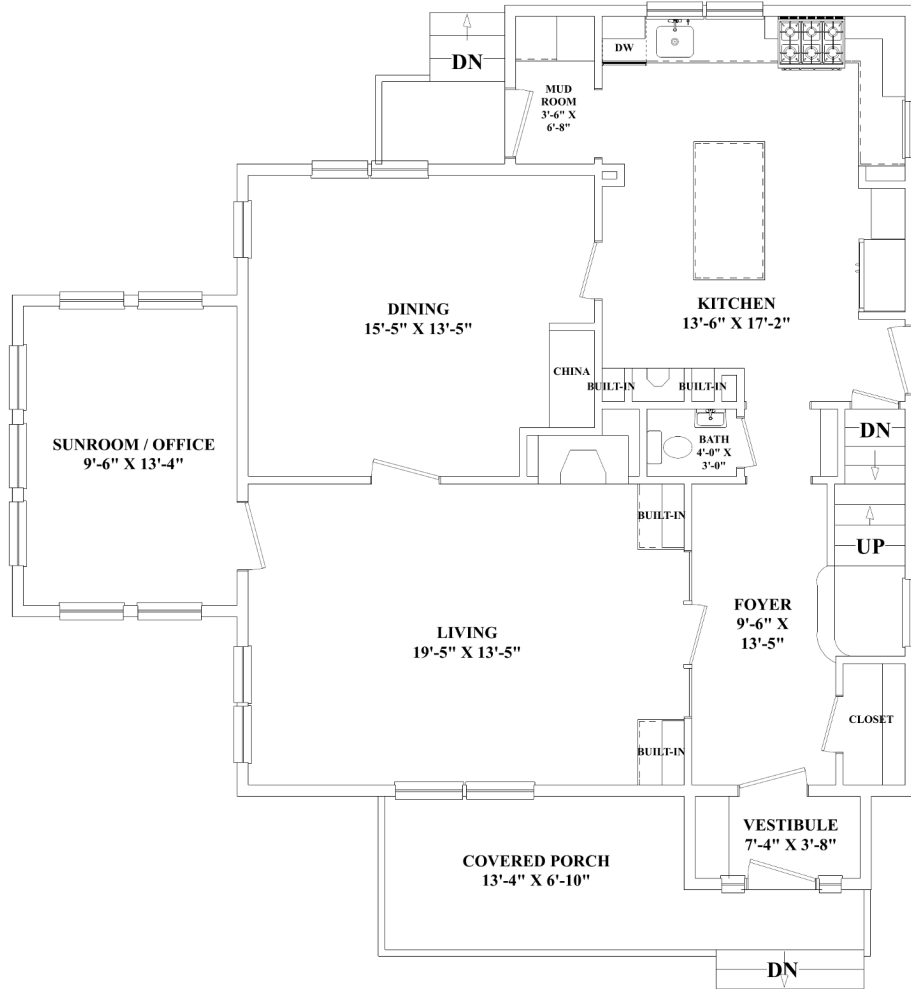 DN
DW
MUD
ROOM
3'-6" X
6'-8"
DINING
15'-5" X 13'-5"
KITCHEN
13'-6" X 17'-2"
CHINA
BUILT-IN
BUILT-IN
SUNROOM / OFFICE
9'-6" X 13'-4"
BATH
4'-0" X
3'-0"
DN
BUILT-IN
UP
FOYER
9'-6" X
13'-5"
LIVING
19'-5" X 13'-5"
CLOSET
BUILT-IN
VESTIBULE
7'-4" X 3'-8"
COVERED PORCH
13'-4" X 6'-10"
DN